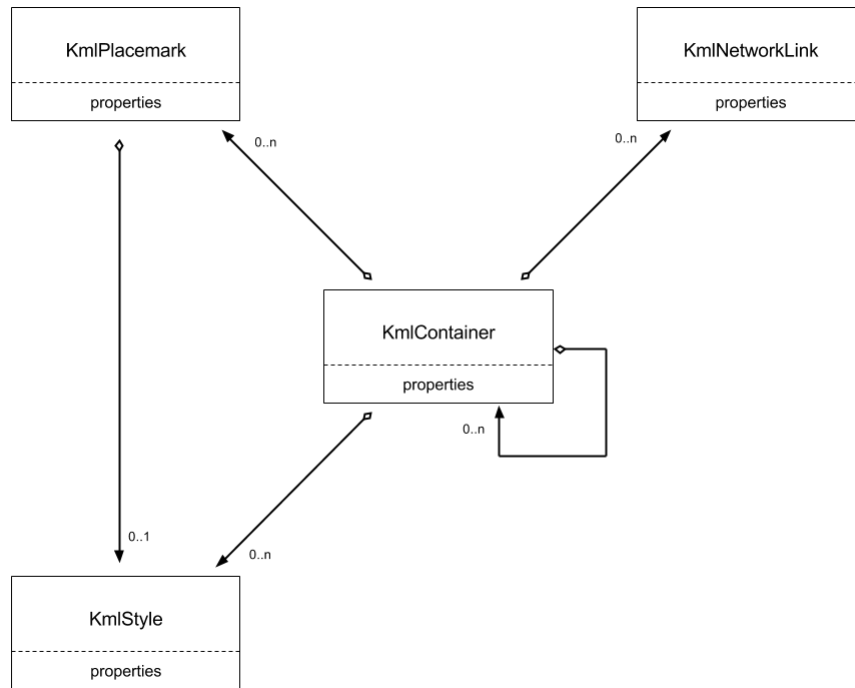 KmlPlacemark
properties
KmlNetworkLink
properties
0..n
0..n
KmlContainer
properties
0..n
0..1
0..n
KmlStyle
properties